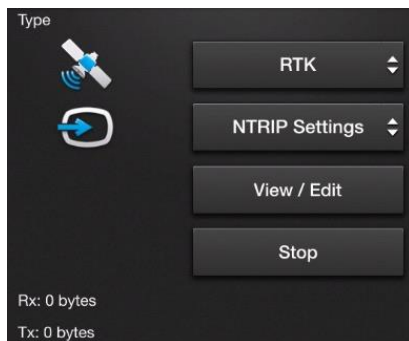 Type
RTK
NTRIP Settings
View / Edit
Stop
Rx: 0 bytes
Tx: 0 bytes